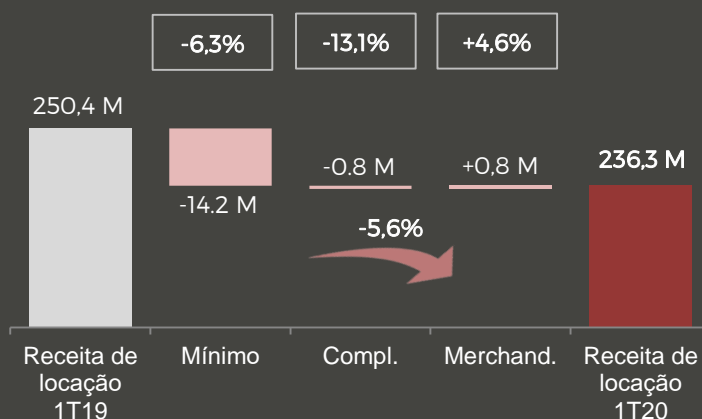 -6,3%
-13,1%
+4,6%
250,4 M
-14.2 M
-0.8 M
+0,8 M
236,3 M
-5,6%
Receita de
locação
1T19
Mínimo
Compl.
Merchand.
Receita de
locação
1T20